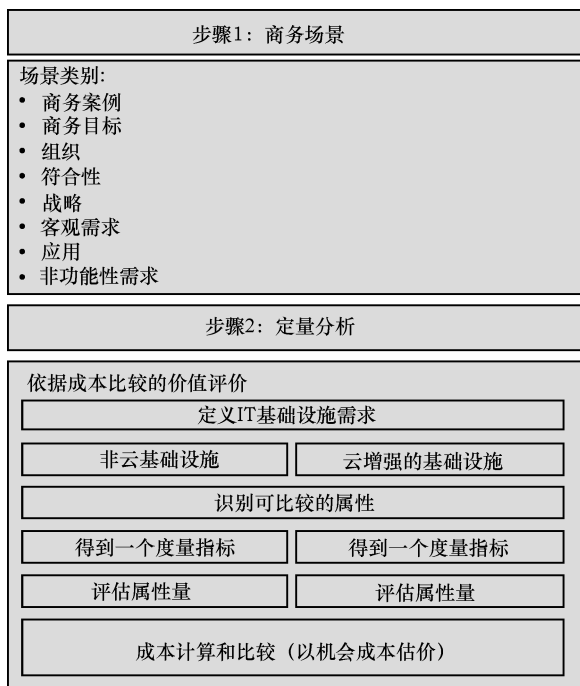 步骤1：商务场景
场景类别:
• 商务案例
• 商务目标
• 组织
• 符合性
• 战略
• 客观需求
• 应用
• 非功能性需求
步骤2：定量分析
依据成本比较的价值评价
定义IT基础设施需求
非云基础设施 云增强的基础设施
识别可比较的属性
得到一个度量指标 得到一个度量指标
评估属性量 评估属性量
成本计算和比较（以机会成本估价）